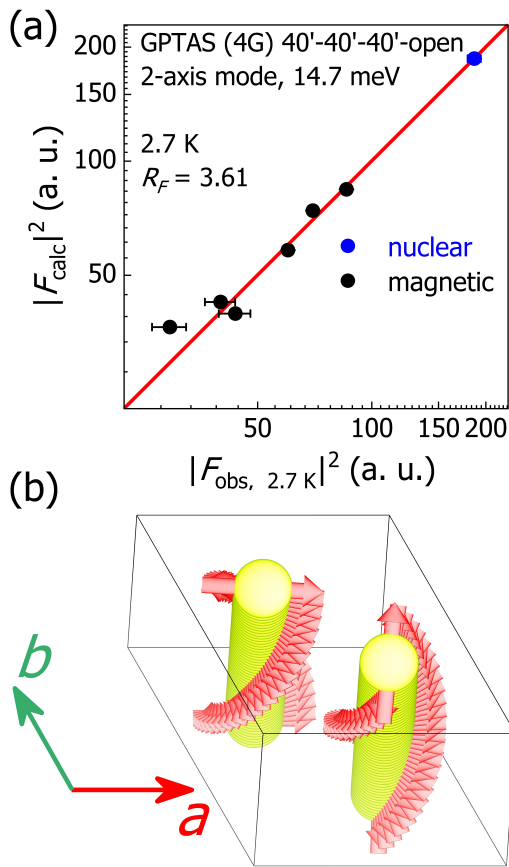 (a)
GPTAS (4G) 40'-40'-40'-open
2-axis mode, 14.7 meV
2.7 K
R_F = 3.61
nuclear
magnetic
200
150
100
50
|F_calc|^2 (a. u.)
50 100 150 200
|F_obs, 2.7 K|^2 (a. u.)
(b)
b
a